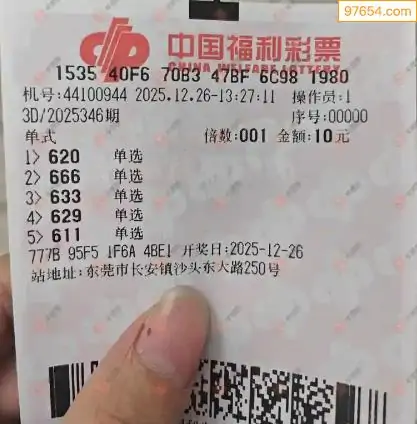 97654.com
中国福利彩票
CHINA WELFARE LOTTERY
1535 40F6 70B3 47BF 6C98 1980
机号:44100944 2025.12.26-13:27:11 操作员:1
3D/2025346期 序号:00000
单式 倍数:001 金额:10元
1> 620 单选
2> 666 单选
3> 633 单选
4> 629 单选
5> 611 单选
777B 95F5 1F6A 4BE1 开奖日:2025-12-26
站地址:东莞市长安镇沙头东大路250号